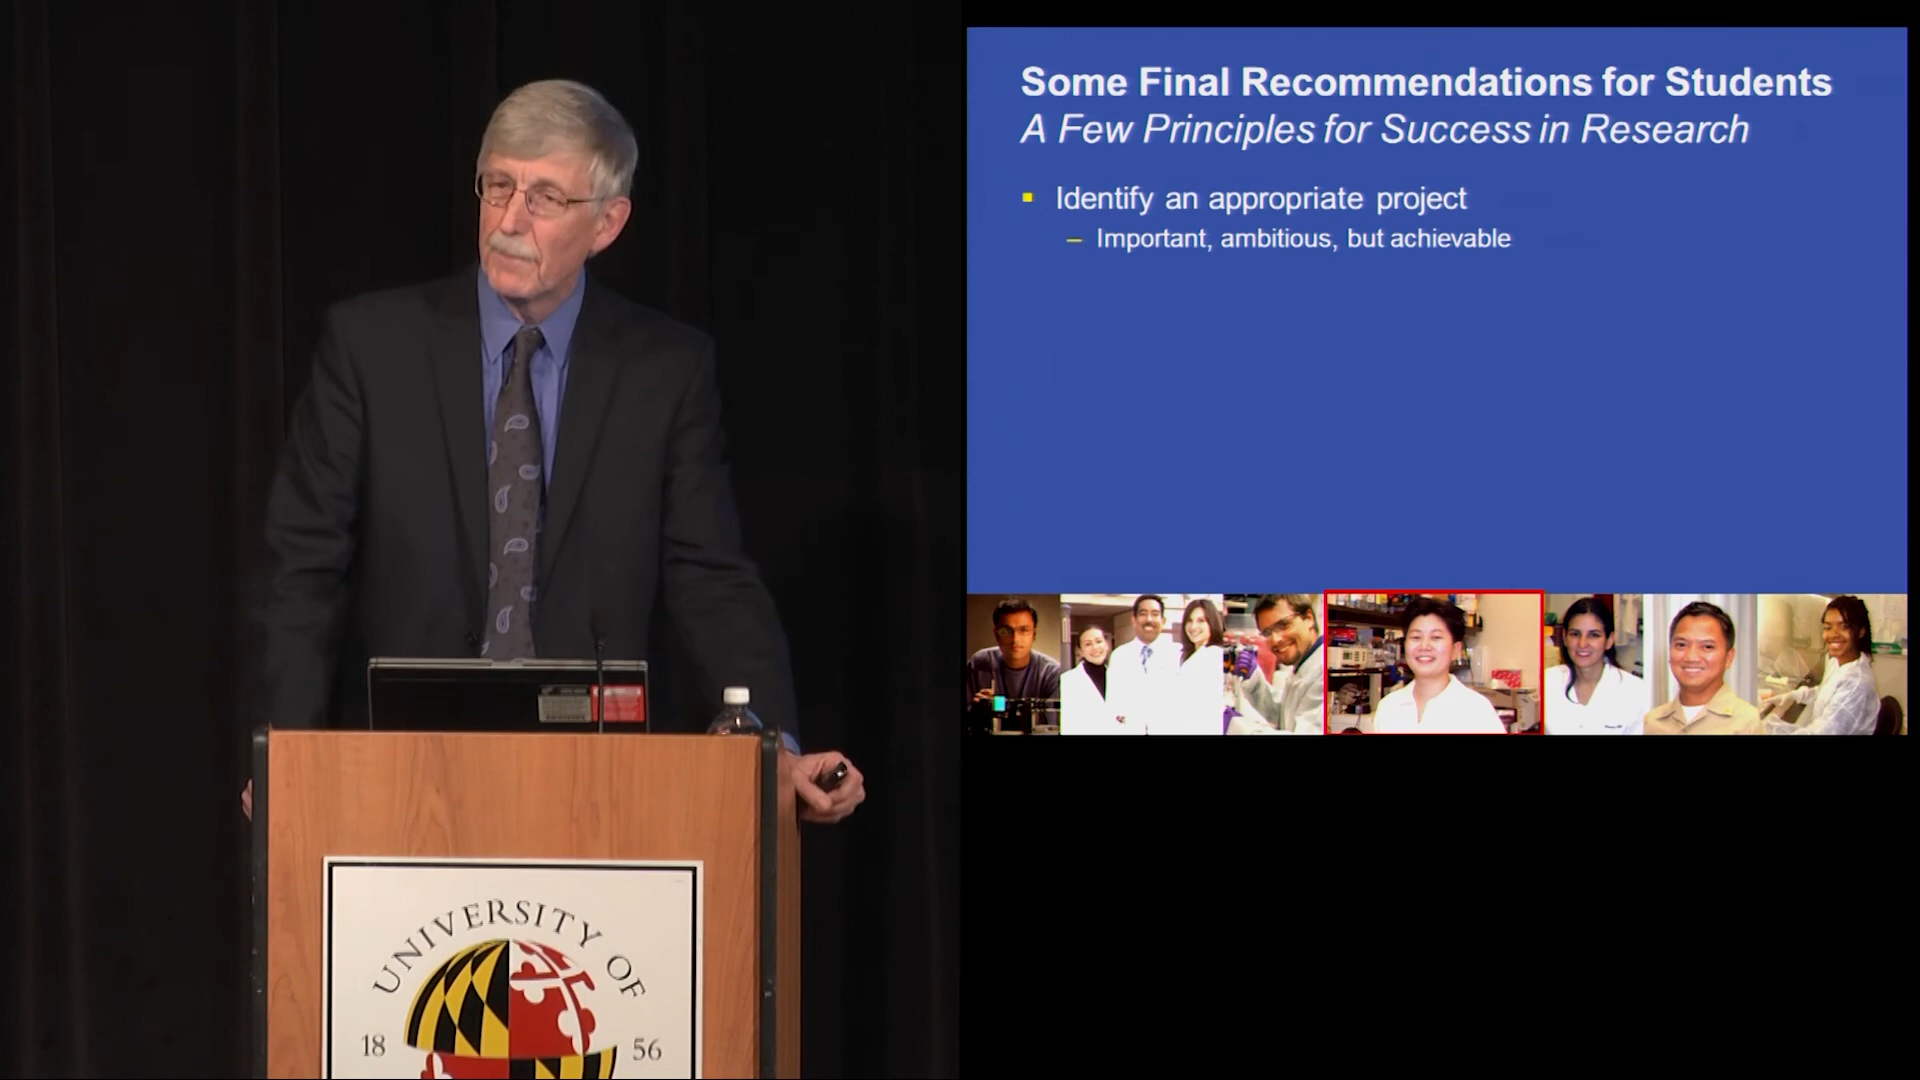 UNIVERSITY OF
18 56
Some Final Recommendations for Students
A Few Principles for Success in Research
▪ Identify an appropriate project
– Important, ambitious, but achievable